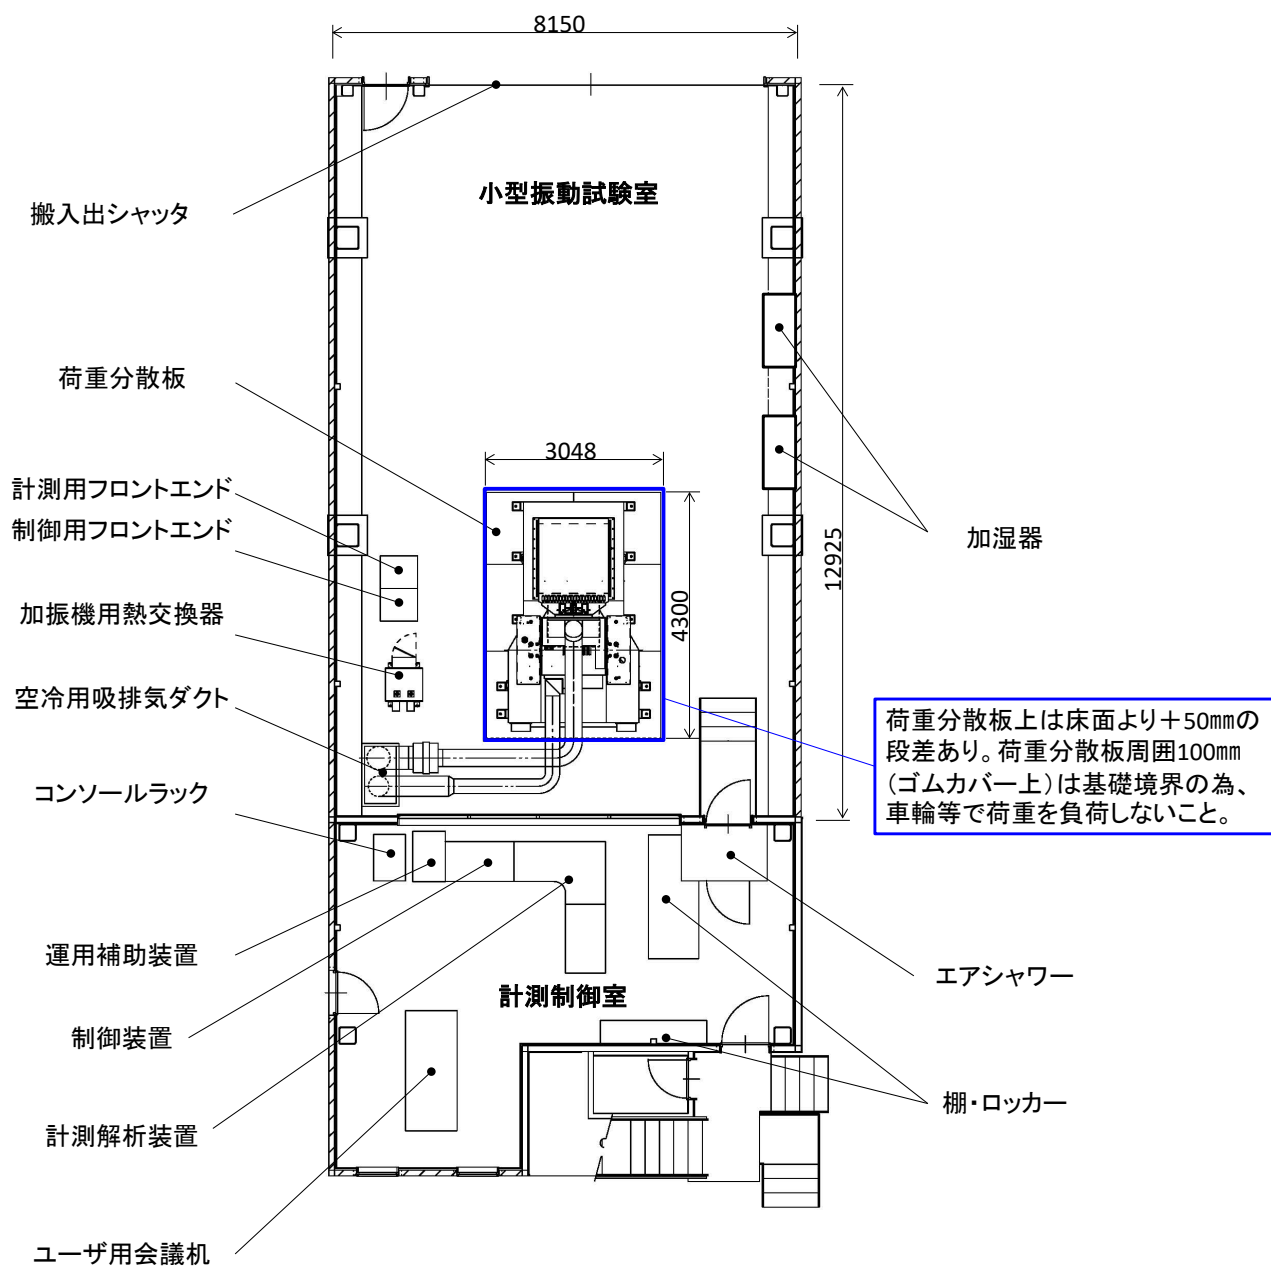 8150
小型振動試験室
搬入出シャッタ
荷重分散板
3048
計測用フロントエンド
制御用フロントエンド
加湿器
12925
4300
加振機用熱交換器
空冷用吸排気ダクト
荷重分散板上は床面より＋50㎜の
段差あり。荷重分散板周囲100㎜
（ゴムカバー上）は基礎境界の為、
車輪等で荷重を負荷しないこと。
コンソールラック
運用補助装置
エアシャワー
計測制御室
制御装置
棚・ロッカー
計測解析装置
ユーザ用会議机